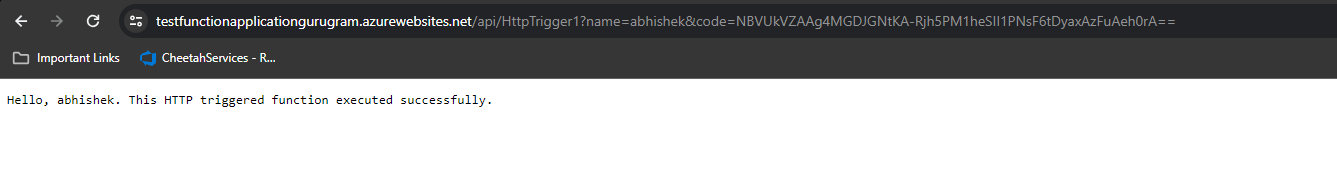 testfunctionapplicationgurugram.azurewebsites.net/api/HttpTrigger1?name=abhishek&code=NBVUkVZAAg4MGDJGNtKA-Rjh5PM1heSIl1PNsF6tDyaxAzFuAeh0rA==
Important Links CheetahServices - R...
Hello, abhishek. This HTTP triggered function executed successfully.